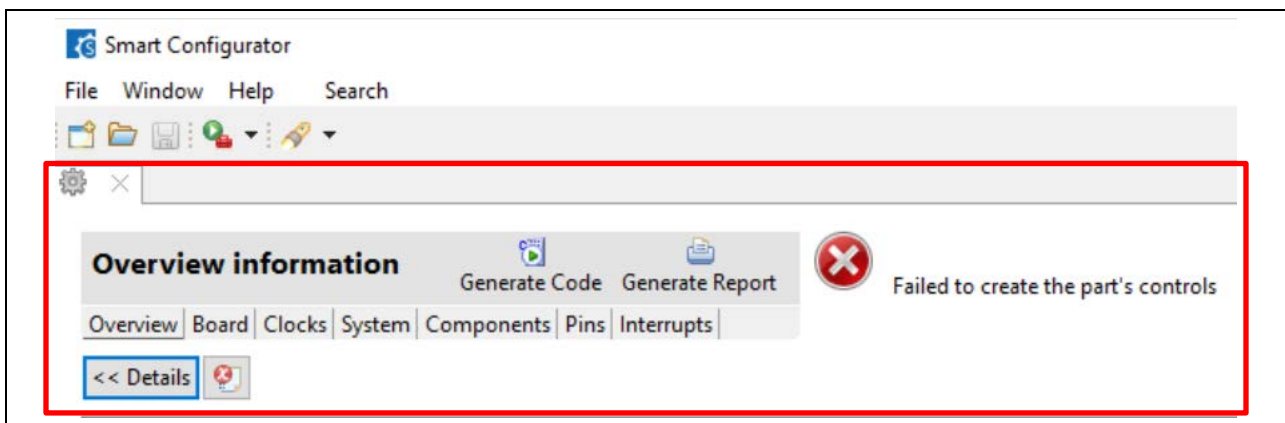 Smart Configurator
File Window Help Search
Overview information
Generate Code Generate Report
Failed to create the part's controls
Overview Board Clocks System Components Pins Interrupts
<< Details